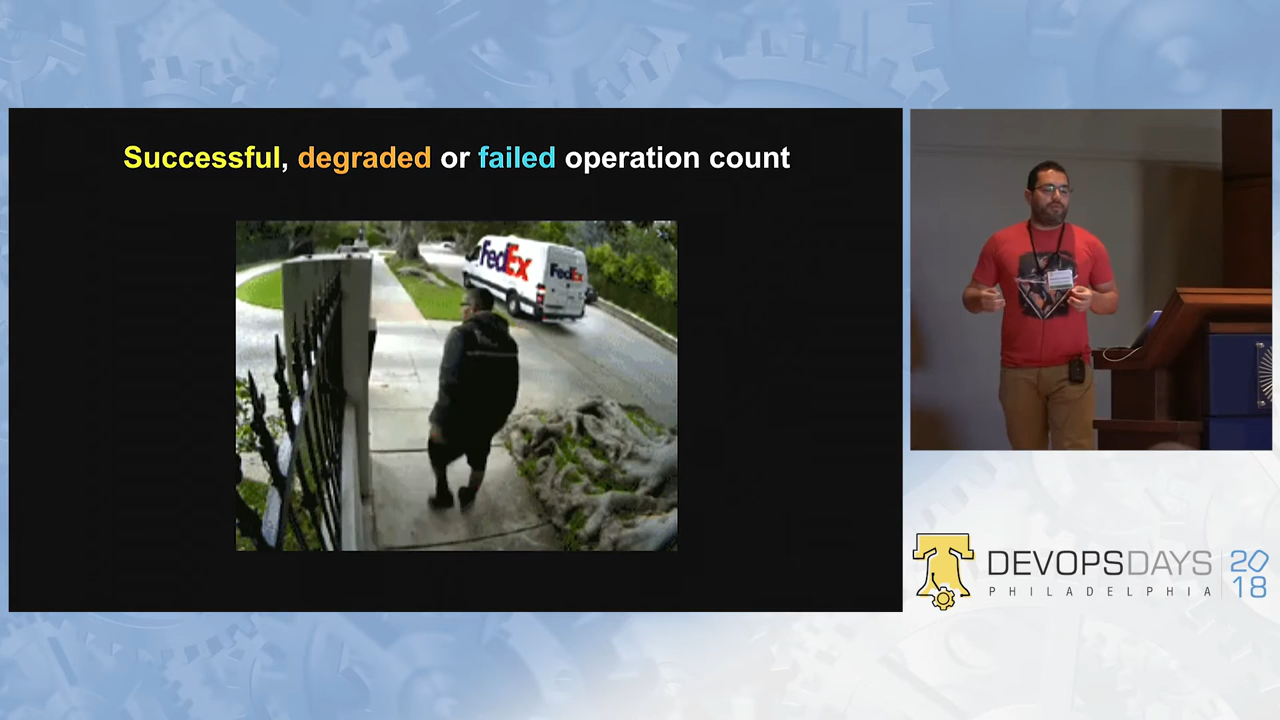 Successful, degraded or failed operation count
FedEx
FedEx
DEVOPSDAYS
PHILADELPHIA
2018